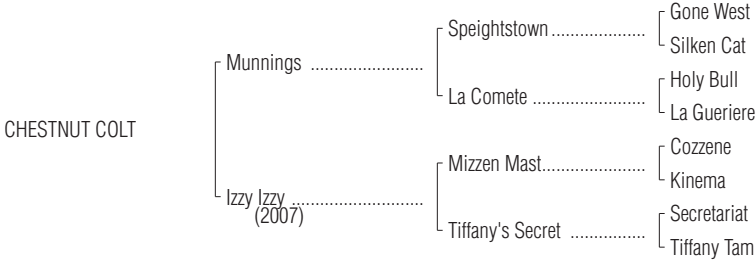 Gone West
Speightstown ......................
Silken Cat
Munnings ..........................
Holy Bull
La Comete ..........................
La Gueriere
CHESTNUT COLT
Cozzene
Mizzen Mast........................
Kinema
Izzy Izzy ..............................
(2007)
Secretariat
Tiffany's Secret .................
Tiffany Tam